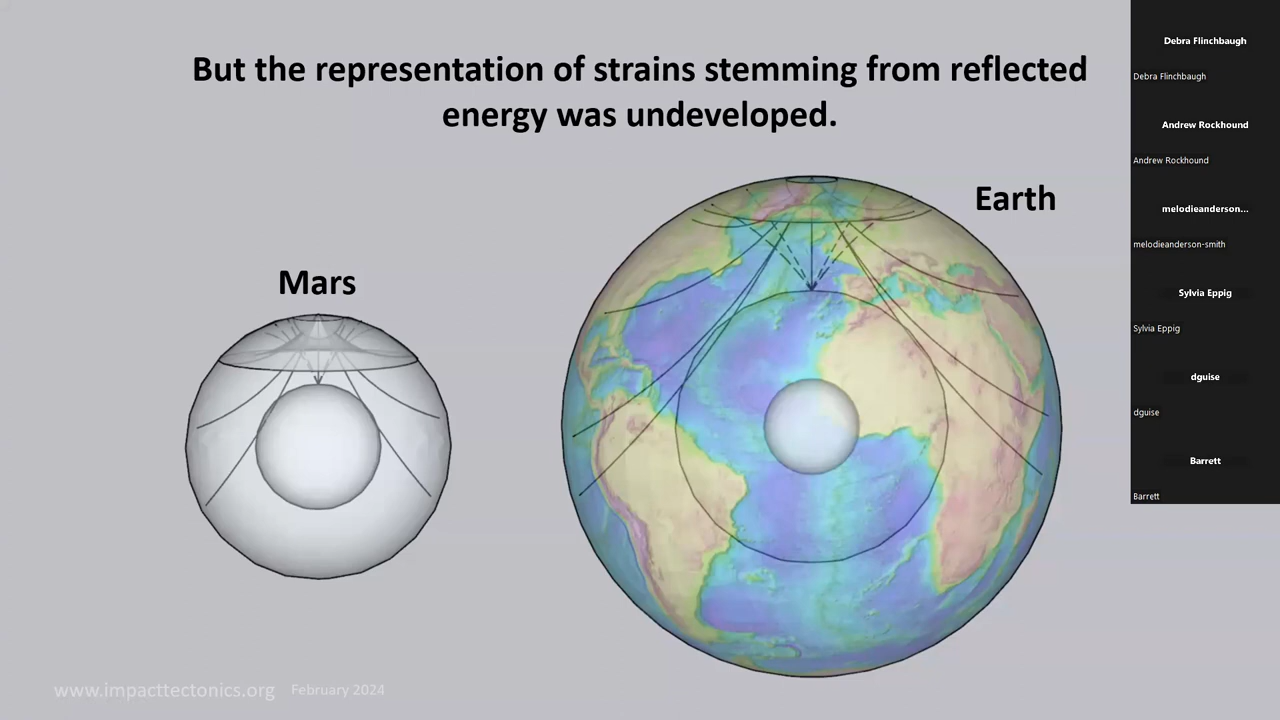 But the representation of strains stemming from reflected
energy was undeveloped.
Earth
Mars
www.impacttectonics.org February 2024
Debra Flinchbaugh
Debra Flinchbaugh
Andrew Rockhound
Andrew Rockhound
melodieanderson...
melodieanderson-smith
Sylvia Eppig
Sylvia Eppig
dguise
dguise
Barrett
Barrett